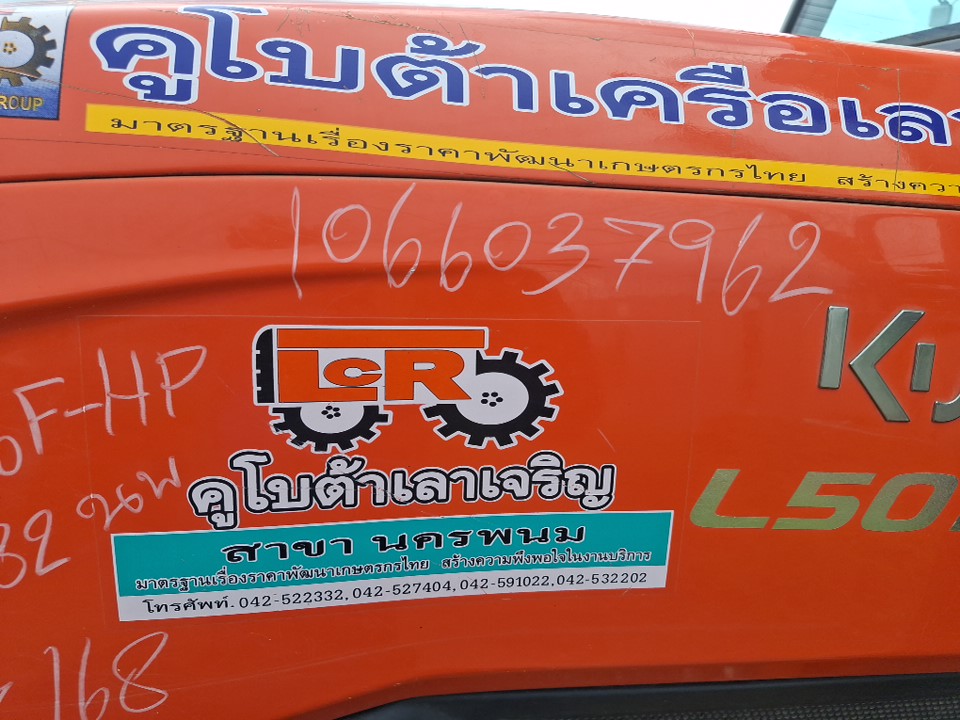 GROUP
คูโบต้าเครือเลา
มาตรฐานเรื่องราคาพัฒนาเกษตรกรไทย สร้างควา
1066037962
LCR
F-HP
คูโบต้าเลาเจริญ
L50
32 นพ
สาขา นครพนม
มาตรฐานเรื่องราคาพัฒนาเกษตรกรไทย สร้างความพึงพอใจในงานบริการ
โทรศัพท์. 042-522332, 042-527404, 042-591022, 042-532202
168